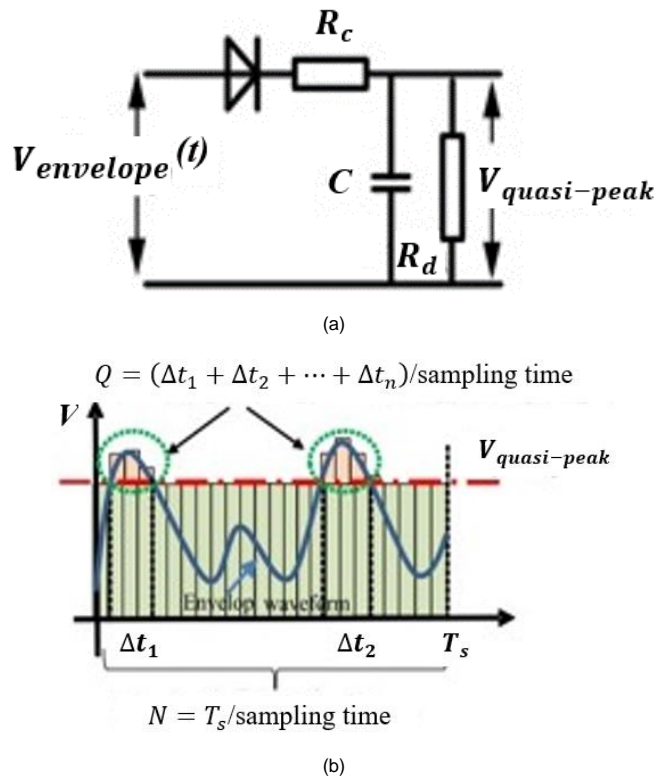 R_c
V_envelope (t)
C
V_quasi-peak
R_d
(a)
Q = (Δt_1 + Δt_2 + ⋯ + Δt_n)/sampling time
V
V_quasi-peak
Envelop waveform
Δt_1
Δt_2
T_s
N = T_s/sampling time
(b)